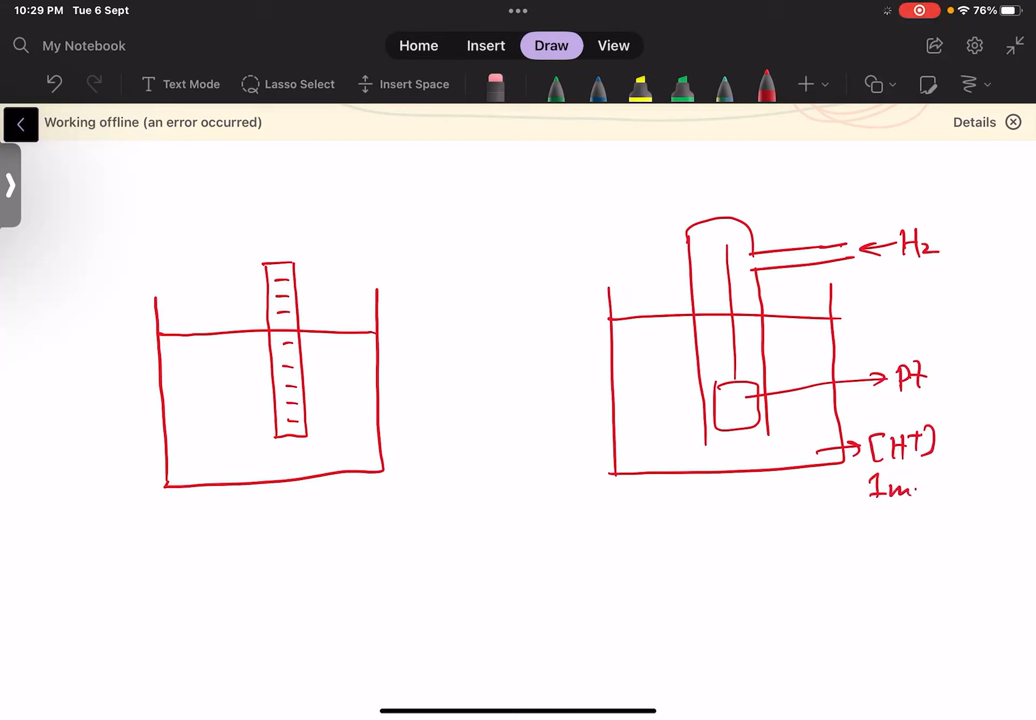 10:29 PM Tue 6 Sept
76%
My Notebook
Home Insert Draw View
Text Mode Lasso Select Insert Space
Working offline (an error occurred)
Details
H2
Pt
[H+)
1m.